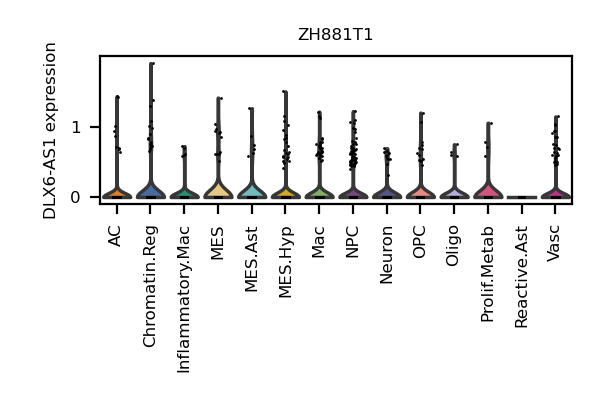 ZH881T1
DLX6-AS1 expression
1
0
AC
Chromatin.Reg
Inflammatory.Mac
MES
MES.Ast
MES.Hyp
Mac
NPC
Neuron
OPC
Oligo
Prolif.Metab
Reactive.Ast
Vasc